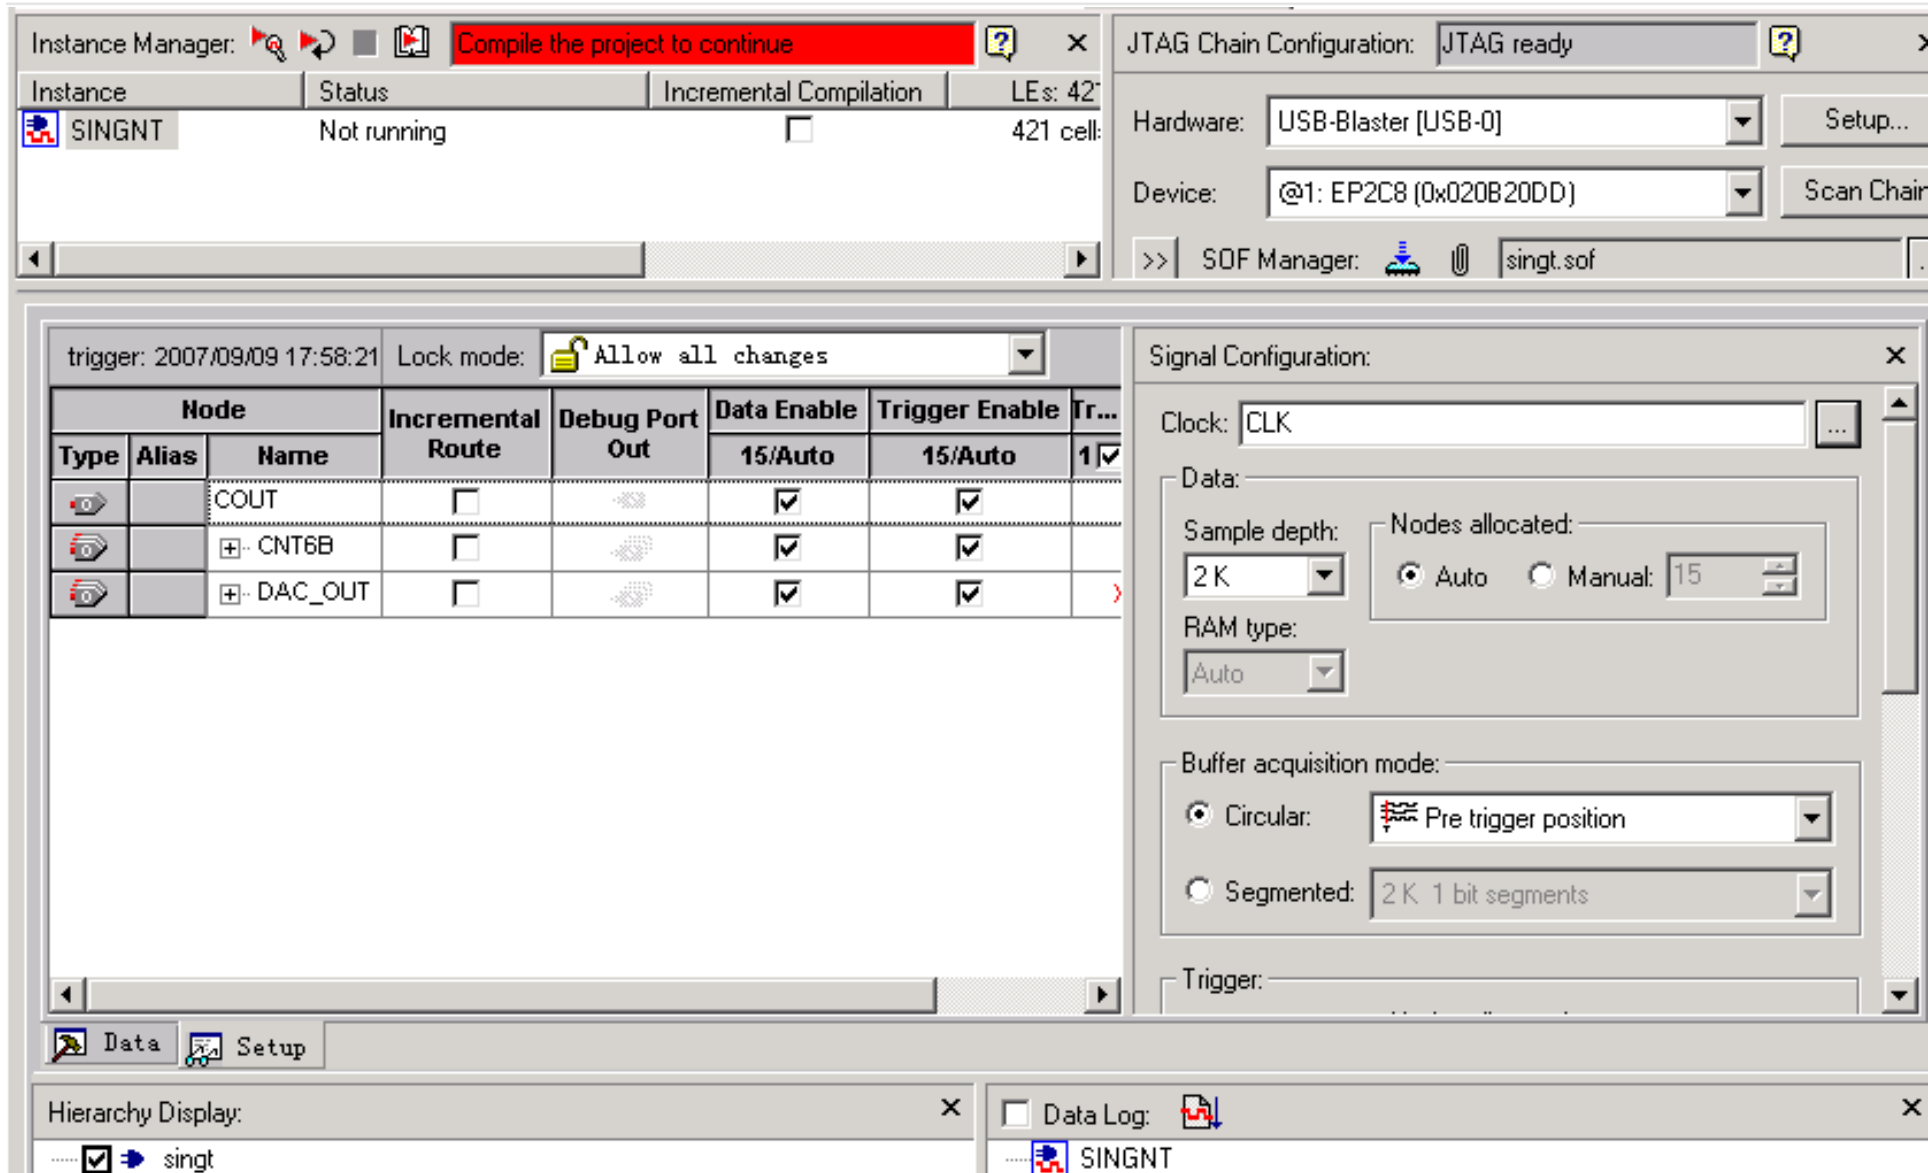 Instance Manager: Compile the project to continue
Instance Status Incremental Compilation LEs: 421
SINGNT Not running 421 cells
JTAG Chain Configuration: JTAG ready
Hardware: USB-Blaster [USB-0] Setup...
Device: @1: EP2C8 (0x020B20DD) Scan Chain
>> SOF Manager: singt.sof ...
trigger: 2007/09/09 17:58:21 Lock mode: Allow all changes
Node Incremental Route Debug Port Out Data Enable Trigger Enable Tr...
Type Alias Name 15/Auto 15/Auto 1
COUT
CNT6B
DAC_OUT
Signal Configuration:
Clock: CLK ...
Data:
Sample depth: Nodes allocated:
2 K Auto Manual: 15
RAM type:
Auto
Buffer acquisition mode:
Circular: Pre trigger position
Segmented: 2 K 1 bit segments
Trigger:
Data Setup
Hierarchy Display:
singt
Data Log:
SINGNT